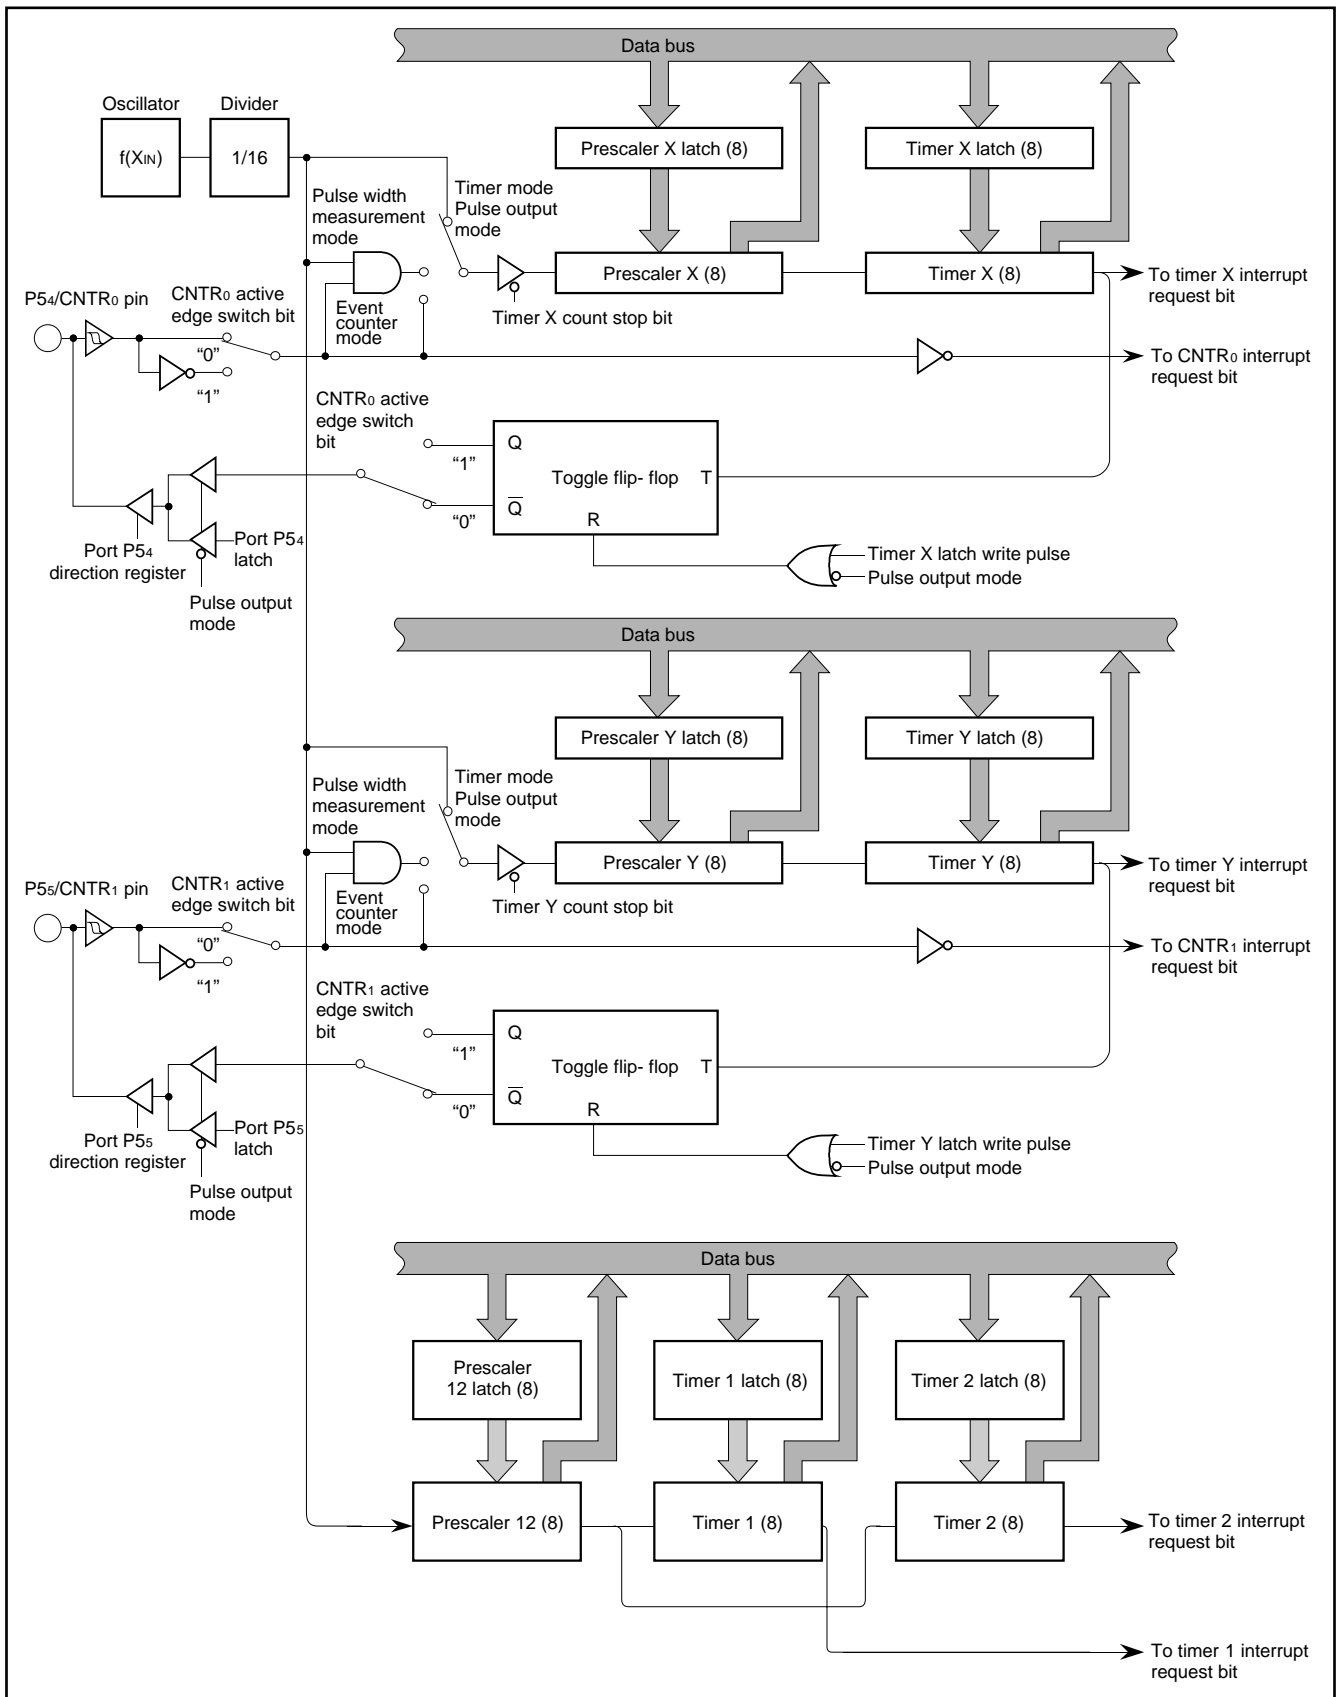 Data bus
Oscillator
Divider
f(XIN)
1/16
Prescaler X latch (8)
Timer X latch (8)
Pulse width
measurement
mode
Timer mode
Pulse output
mode
Prescaler X (8)
Timer X (8)
To timer X interrupt
request bit
P54/CNTR0 pin
CNTR0 active
edge switch bit
Event
counter
mode
Timer X count stop bit
“0”
“1”
To CNTR0 interrupt
request bit
CNTR0 active
edge switch
bit
“1”
“0”
Q
Toggle flip- flop
T
Q
R
Port P54
direction register
Port P54
latch
Pulse output
mode
Timer X latch write pulse
Pulse output mode
Data bus
Prescaler Y latch (8)
Timer Y latch (8)
Pulse width
measurement
mode
Timer mode
Pulse output
mode
Prescaler Y (8)
Timer Y (8)
To timer Y interrupt
request bit
P55/CNTR1 pin
CNTR1 active
edge switch bit
Event
counter
mode
Timer Y count stop bit
“0”
“1”
To CNTR1 interrupt
request bit
CNTR1 active
edge switch
bit
“1”
“0”
Q
Toggle flip- flop
T
Q
R
Port P55
direction register
Port P55
latch
Pulse output
mode
Timer Y latch write pulse
Pulse output mode
Data bus
Prescaler
12 latch (8)
Timer 1 latch (8)
Timer 2 latch (8)
Prescaler 12 (8)
Timer 1 (8)
Timer 2 (8)
To timer 2 interrupt
request bit
To timer 1 interrupt
request bit